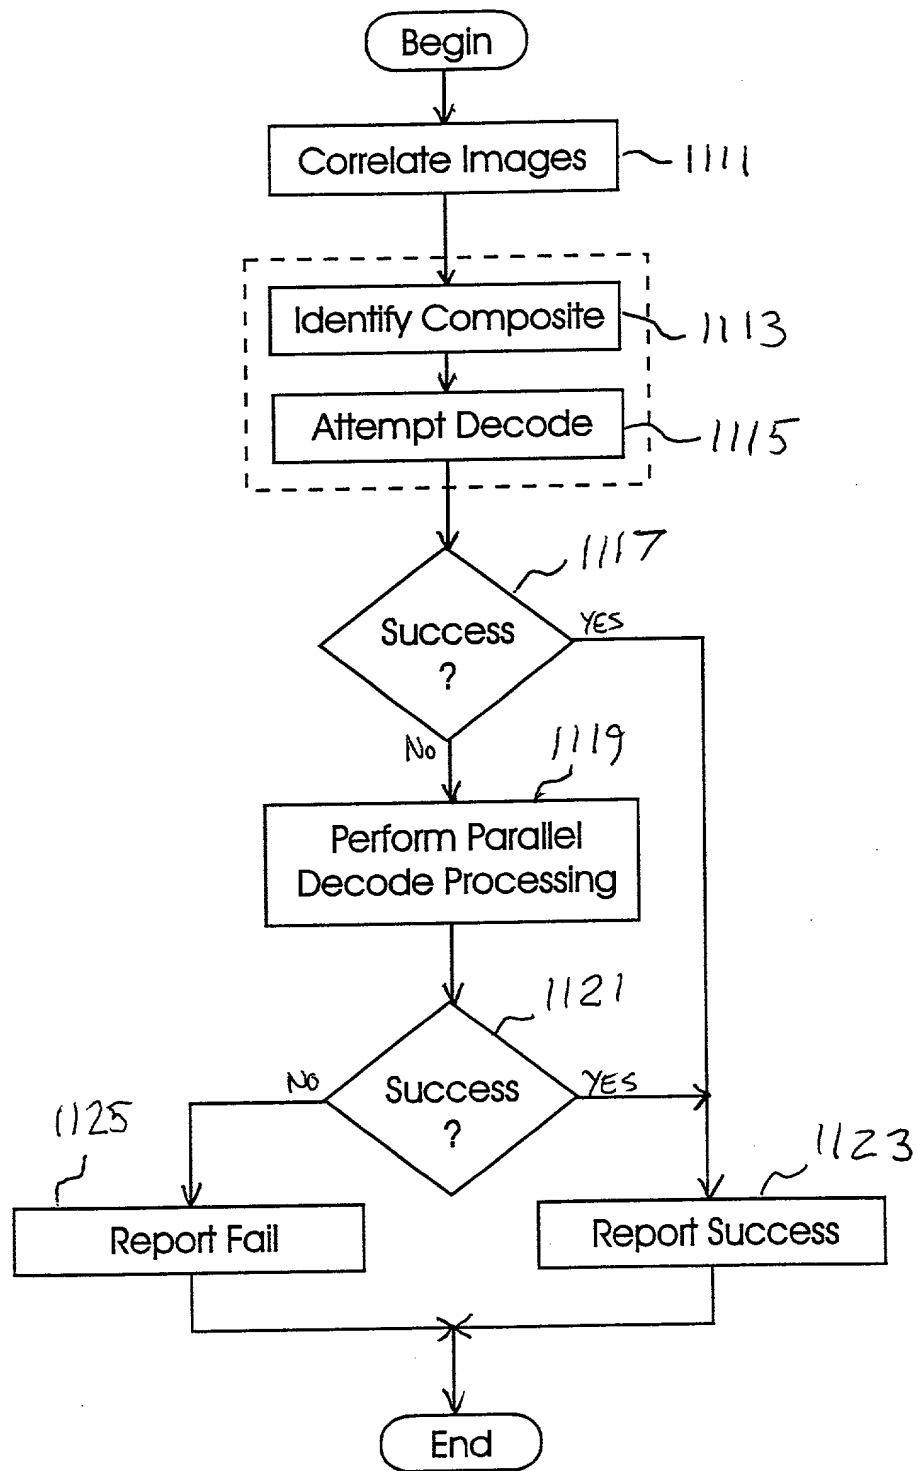 Begin
Correlate Images 1111
Identify Composite 1113
Attempt Decode 1115
1117
Success
?
YES
No
1119
Perform Parallel
Decode Processing
1121
Success
?
No
YES
1125
1123
Report Fail
Report Success
End